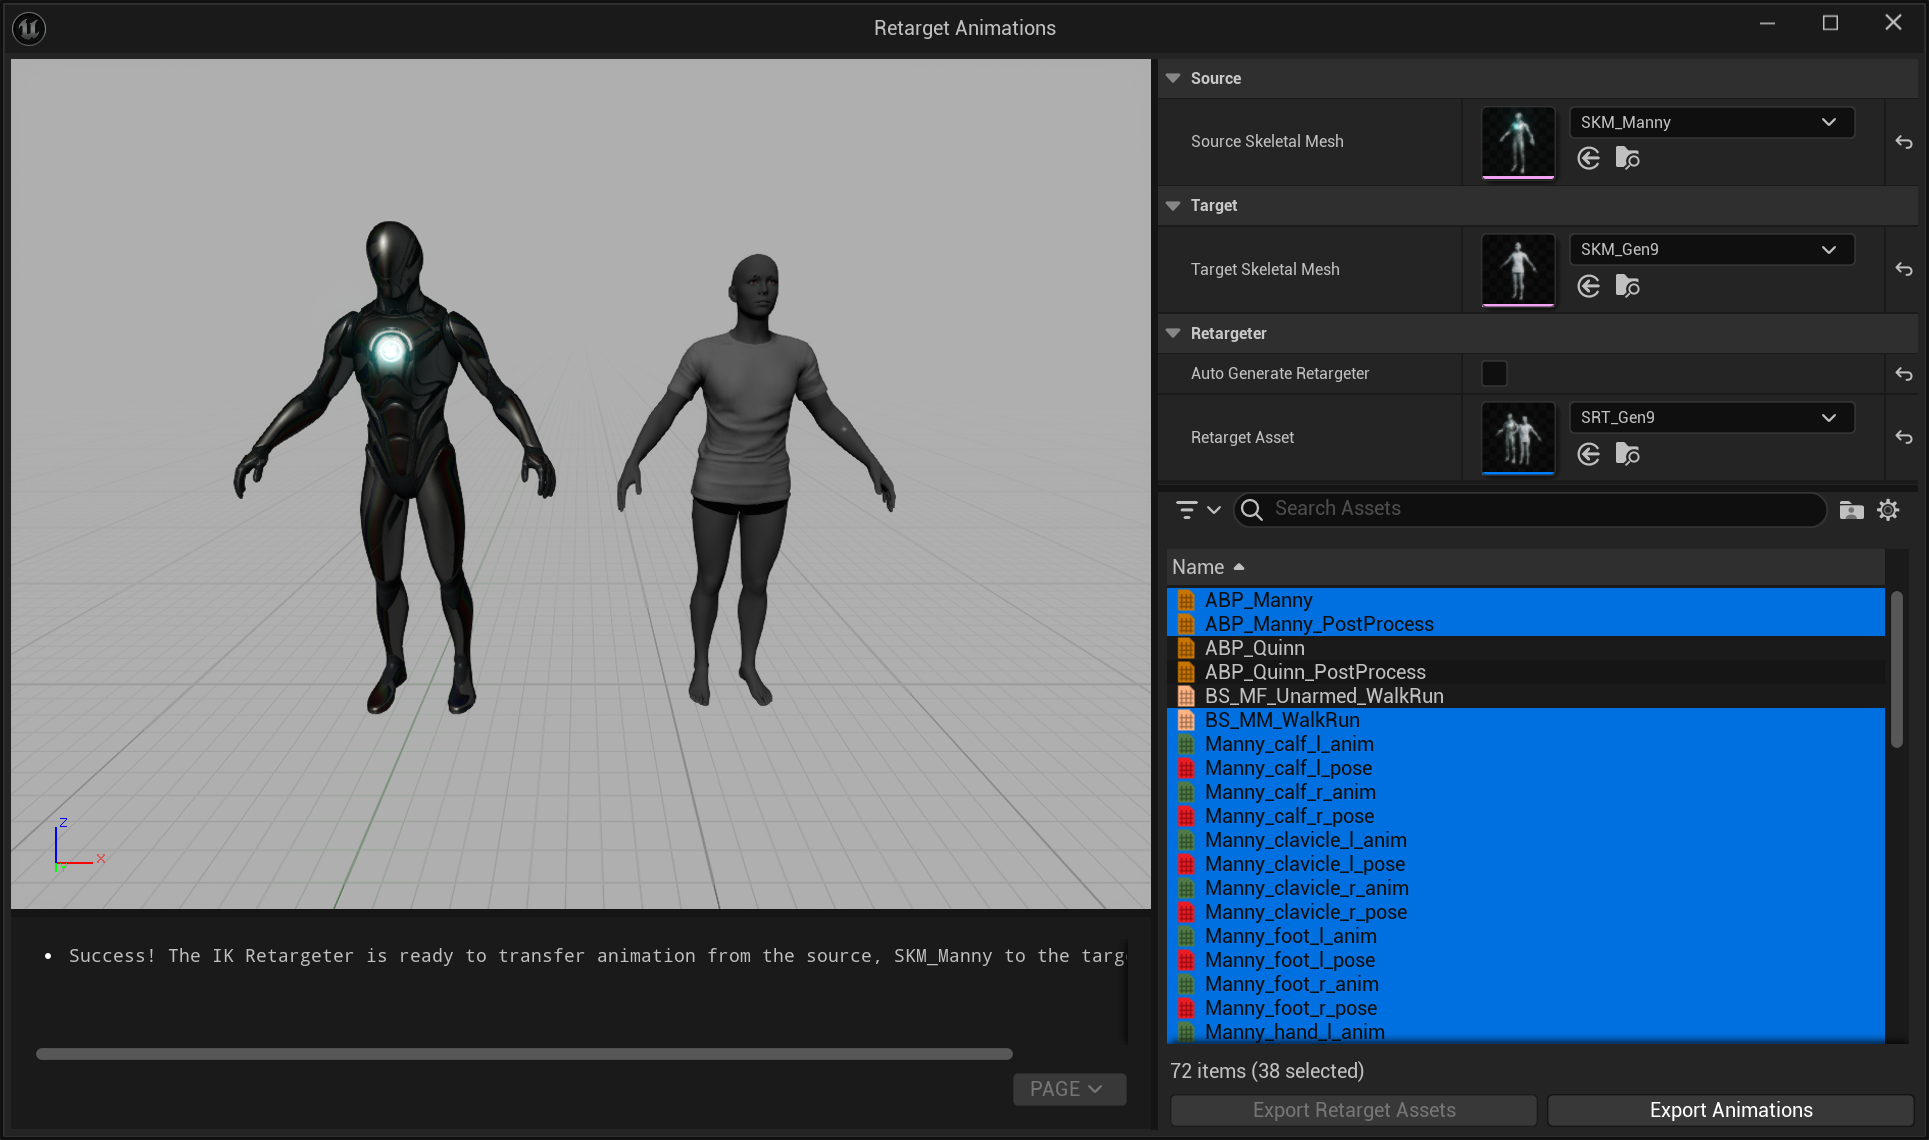 Retarget Animations
Source
Source Skeletal Mesh
SKM_Manny
Target
Target Skeletal Mesh
SKM_Gen9
Retargeter
Auto Generate Retargeter
Retarget Asset
SRT_Gen9
Search Assets
Name
ABP_Manny
ABP_Manny_PostProcess
ABP_Quinn
ABP_Quinn_PostProcess
BS_MF_Unarmed_WalkRun
BS_MM_WalkRun
Manny_calf_l_anim
Manny_calf_l_pose
Manny_calf_r_anim
Manny_calf_r_pose
Manny_clavicle_l_anim
Manny_clavicle_l_pose
Manny_clavicle_r_anim
Manny_clavicle_r_pose
Manny_foot_l_anim
Manny_foot_l_pose
Manny_foot_r_anim
Manny_foot_r_pose
Manny_hand_l_anim
72 items (38 selected)
Export Retarget Assets
Export Animations
Z
X
Y
• Success! The IK Retargeter is ready to transfer animation from the source, SKM_Manny to the targ
PAGE